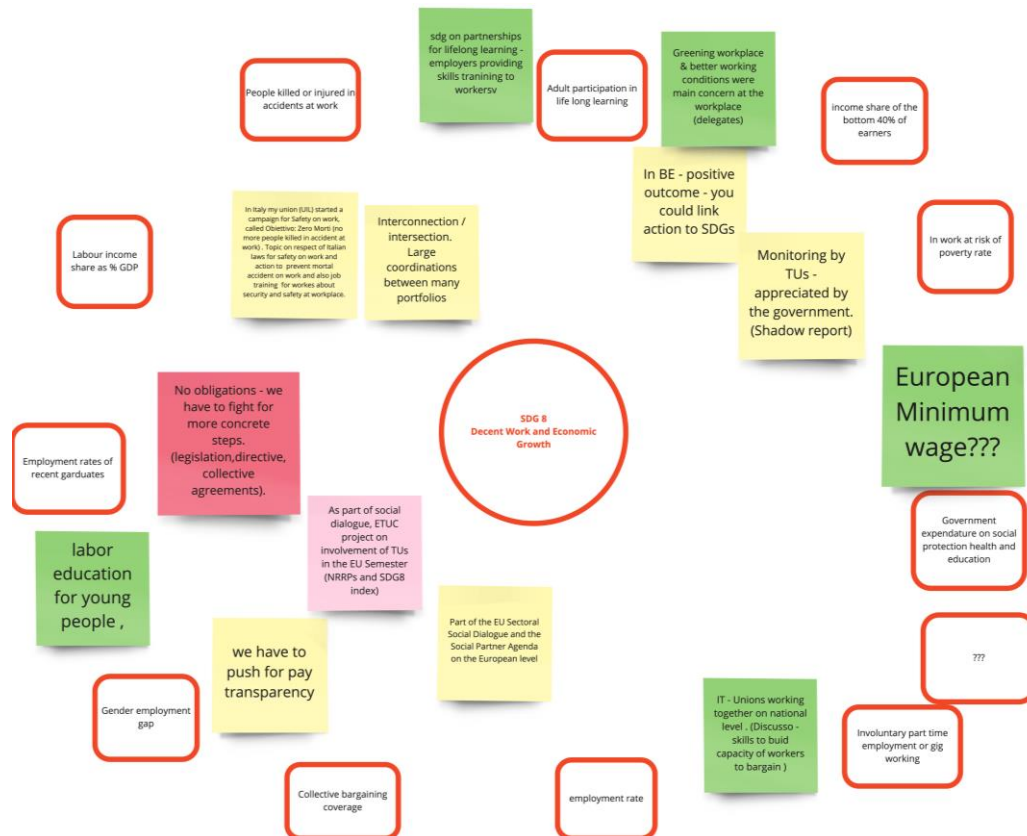 sdg on partnerships
for lifelong learning -
employers providing
skills tranining to
workersv
Greening workplace
& better working
conditions were
main concern at the
workplace
(delegates)
People killed or injured in
accidents at work
Adult participation in
life long learning
income share of the
bottom 40% of
earners
In BE - positive
outcome - you
could link
action to SDGs
In Italy my union (UIL) started a
campaign for Safety on work,
called Obiettivo: Zero Morti (no
more people killed in accident at
work) . Topic on respect of Italian
laws for safety on work and
action to prevent mortal
accident on work and also job
training for workes about
security and safety at workplace.
Interconnection /
intersection.
Large
coordinations
between many
portfolios
Labour income
share as % GDP
In work at risk of
poverty rate
Monitoring by
TUs -
appreciated by
the government.
(Shadow report)
European
Minimum
wage???
No obligations - we
have to fight for
more concrete
steps.
(legislation,directive,
collective
agreements).
SDG 8
Decent Work and Economic
Growth
Employment rates of
recent garduates
As part of social
dialogue, ETUC
project on
involvement of TUs
in the EU Semester
(NRRPs and SDG8
index)
Government
expendature on social
protection health and
education
labor
education
for young
people ,
Part of the EU Sectoral
Social Dialogue and the
Social Partner Agenda
on the European level
we have to
push for pay
transparency
???
Gender employment
gap
IT - Unions working
together on national
level . (Discusso -
skills to buid
capacity of workers
to bargain )
Involuntary part time
employment or gig
working
Collective bargaining
coverage
employment rate